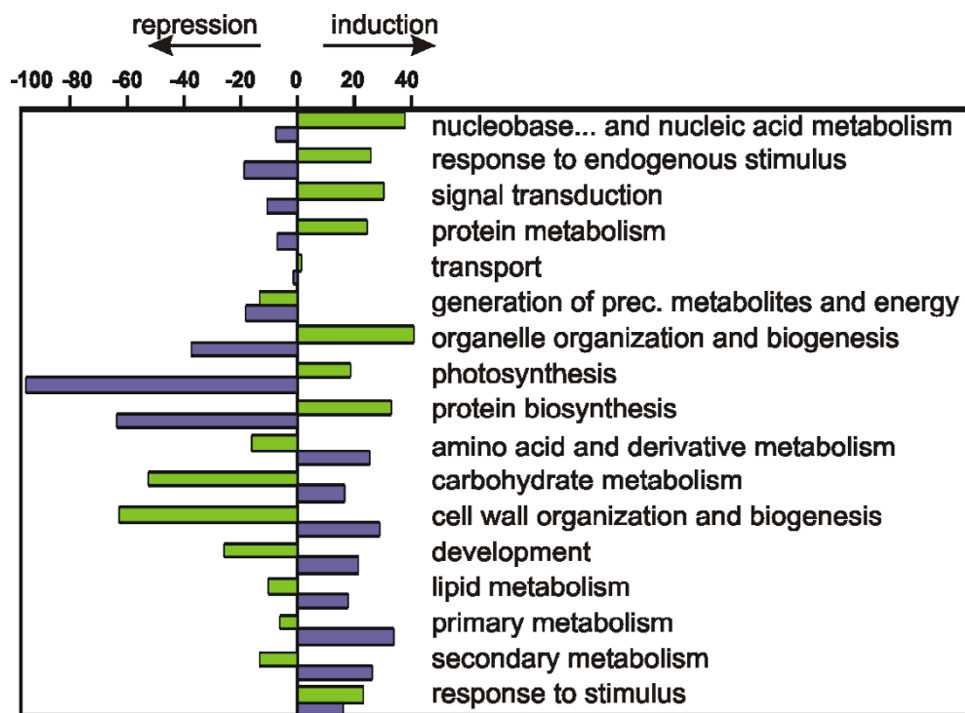 repression induction
-100 -80 -60 -40 -20 0 20 40
nucleobase... and nucleic acid metabolism
response to endogenous stimulus
signal transduction
protein metabolism
transport
generation of prec. metabolites and energy
organelle organization and biogenesis
photosynthesis
protein biosynthesis
amino acid and derivative metabolism
carbohydrate metabolism
cell wall organization and biogenesis
development
lipid metabolism
primary metabolism
secondary metabolism
response to stimulus